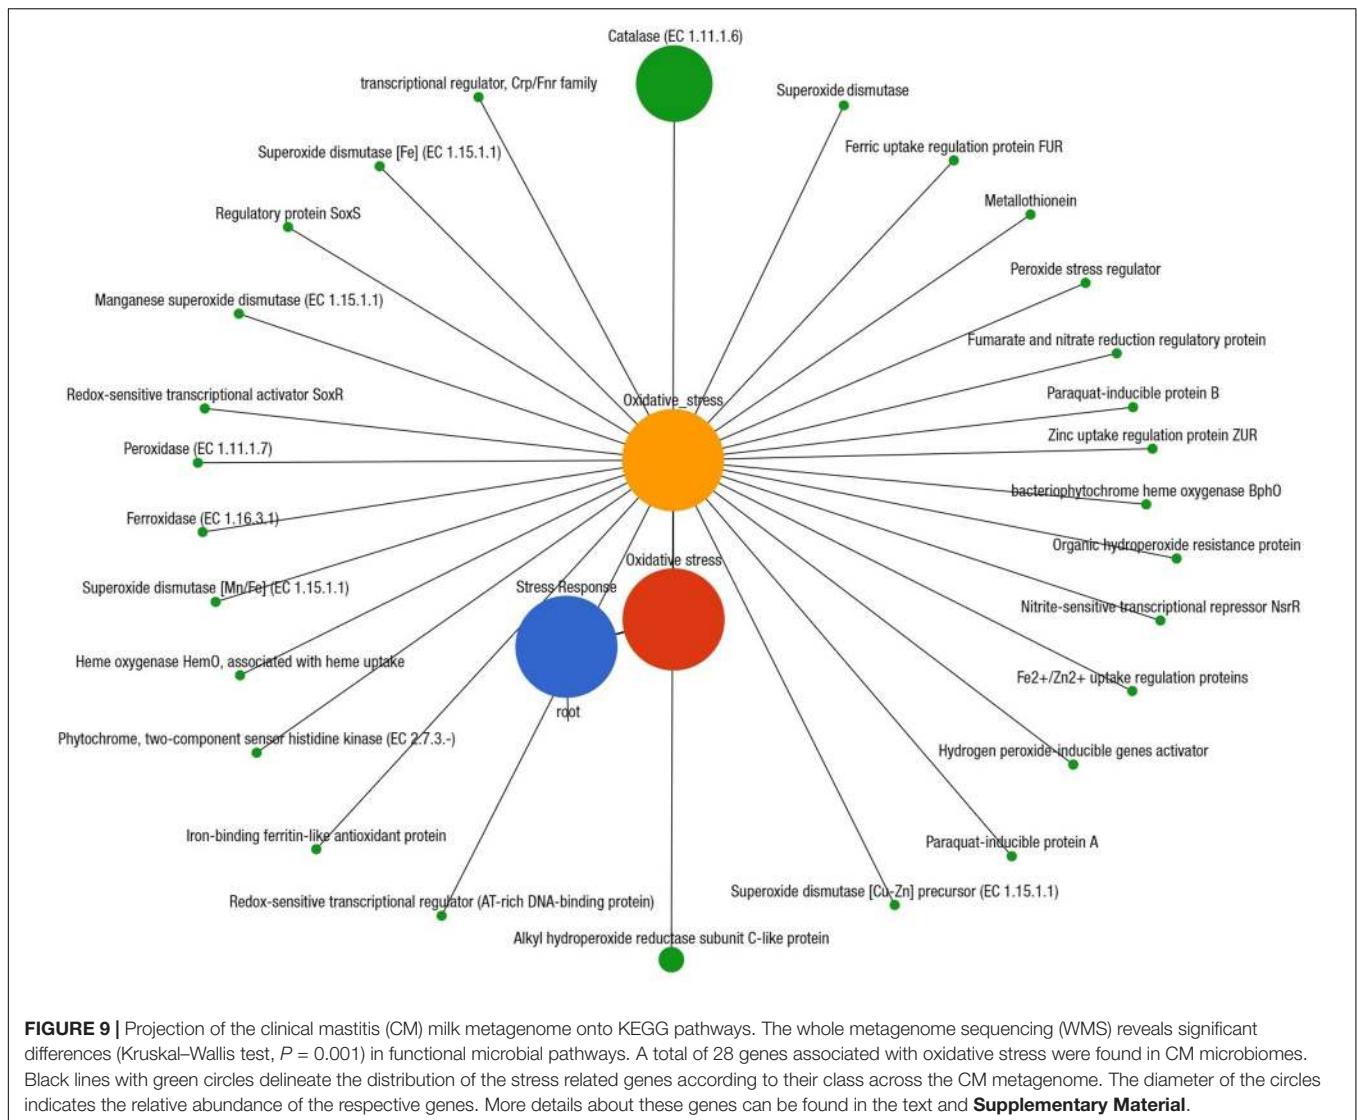 Catalase (EC 1.11.1.6)
transcriptional regulator, Crp/Fnr family
Superoxide dismutase
Superoxide dismutase [Fe] (EC 1.15.1.1)
Ferric uptake regulation protein FUR
Regulatory protein SoxS
Metallothionein
Peroxide stress regulator
Manganese superoxide dismutase (EC 1.15.1.1)
Fumarate and nitrate reduction regulatory protein
Redox-sensitive transcriptional activator SoxR
Oxidative_stress
Paraquat-inducible protein B
Peroxidase (EC 1.11.1.7)
Zinc uptake regulation protein ZUR
bacteriophytochrome heme oxygenase BphO
Ferroxidase (EC 1.16.3.1)
Organic hydroperoxide resistance protein
Oxidative stress
Superoxide dismutase [Mn/Fe] (EC 1.15.1.1)
Stress Response
Nitrite-sensitive transcriptional repressor NsrR
Heme oxygenase HemO, associated with heme uptake
Fe2+/Zn2+ uptake regulation proteins
root
Phytochrome, two-component sensor histidine kinase (EC 2.7.3.-)
Hydrogen peroxide-inducible genes activator
Iron-binding ferritin-like antioxidant protein
Paraquat-inducible protein A
Redox-sensitive transcriptional regulator (AT-rich DNA-binding protein)
Superoxide dismutase [Cu-Zn] precursor (EC 1.15.1.1)
Alkyl hydroperoxide reductase subunit C-like protein
FIGURE 9 | Projection of the clinical mastitis (CM) milk metagenome onto KEGG pathways. The whole metagenome sequencing (WMS) reveals significant
differences (Kruskal–Wallis test, P = 0.001) in functional microbial pathways. A total of 28 genes associated with oxidative stress were found in CM microbiomes.
Black lines with green circles delineate the distribution of the stress related genes according to their class across the CM metagenome. The diameter of the circles
indicates the relative abundance of the respective genes. More details about these genes can be found in the text and Supplementary Material.